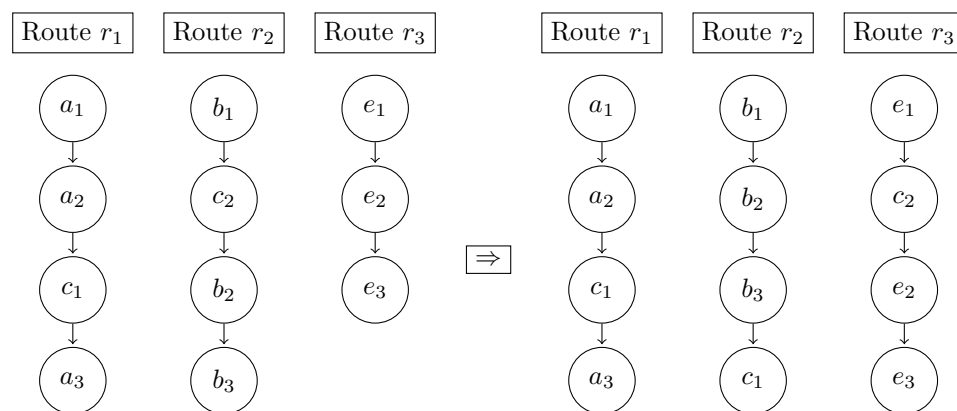 Route r₁ Route r₂ Route r₃ Route r₁ Route r₂ Route r₃
a₁ b₁ e₁ a₁ b₁ e₁
a₂ c₂ e₂ a₂ b₂ c₂
⇒
c₁ b₂ e₃ c₁ b₃ e₂
a₃ b₃ a₃ c₁ e₃